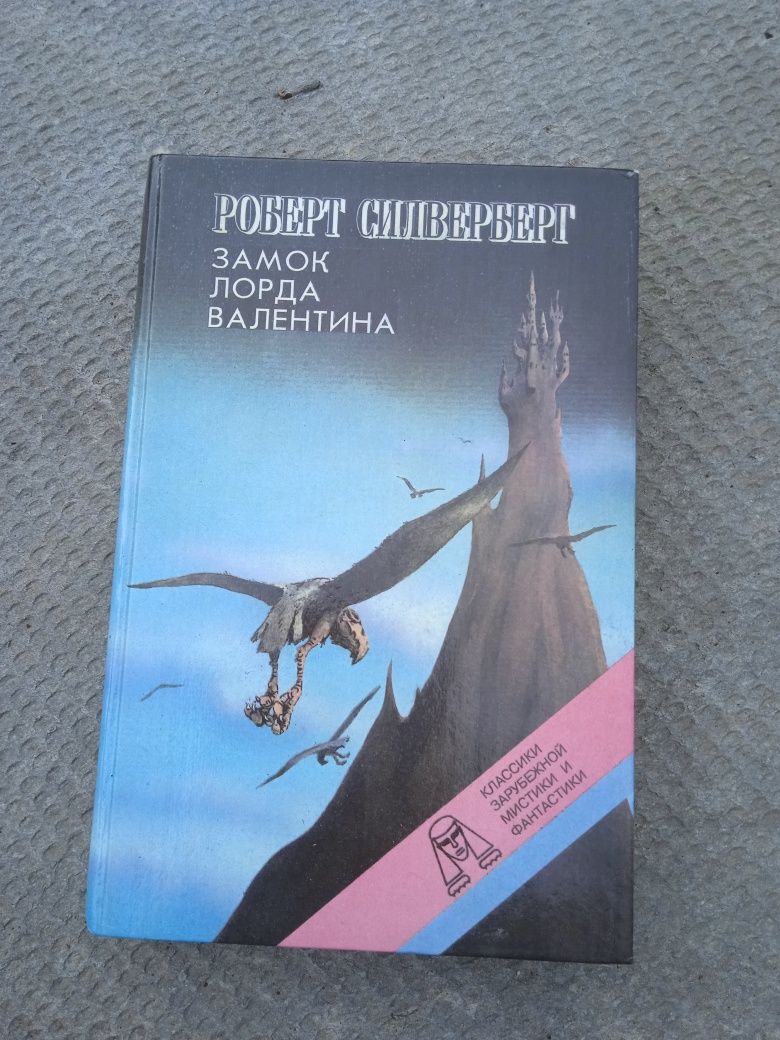 РОБЕРТ СИЛВЕРБЕРГ
ЗАМОК
ЛОРДА
ВАЛЕНТИНА
КЛАССИКИ
ЗАРУБЕЖНОЙ
МИСТИКИ И
ФАНТАСТИКИ